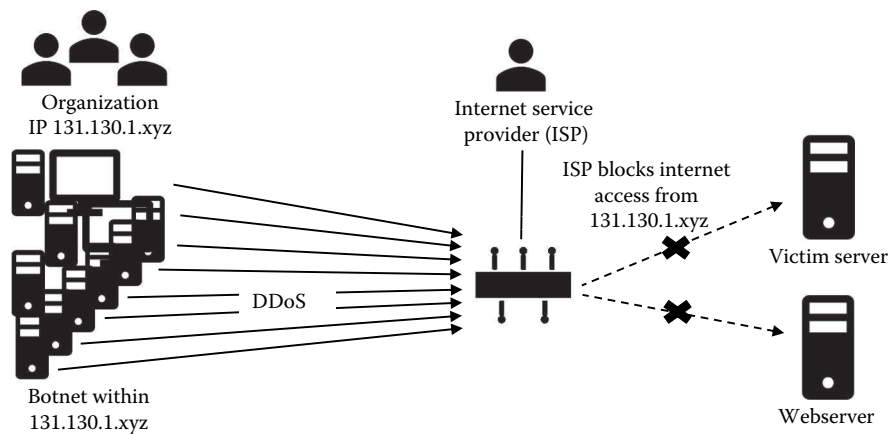 Organization
IP 131.130.1.xyz
Internet service
provider (ISP)
ISP blocks internet
access from
131.130.1.xyz
Victim server
DDoS
Botnet within
131.130.1.xyz
Webserver